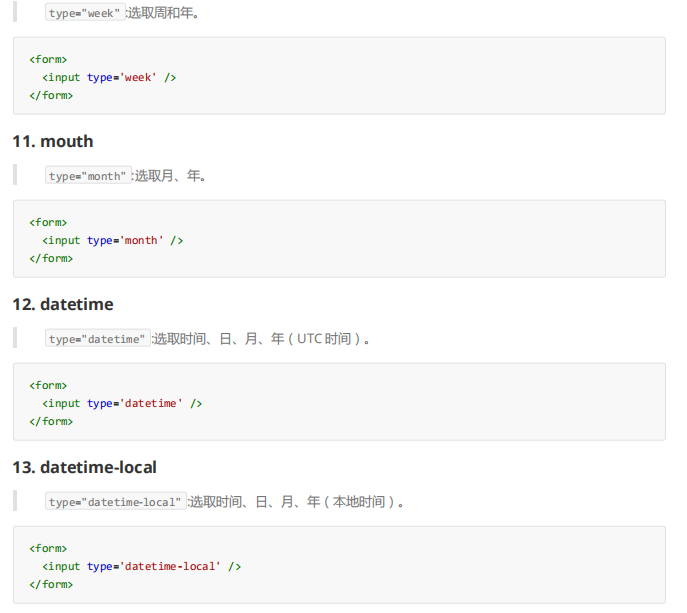 type="week":选取周和年。
<form>
  <input type='week' />
</form>
11. mouth
type="month":选取月、年。
<form>
  <input type='month' />
</form>
12. datetime
type="datetime":选取时间、日、月、年（UTC 时间）。
<form>
  <input type='datetime' />
</form>
13. datetime-local
type="datetime-local":选取时间、日、月、年（本地时间）。
<form>
  <input type='datetime-local' />
</form>